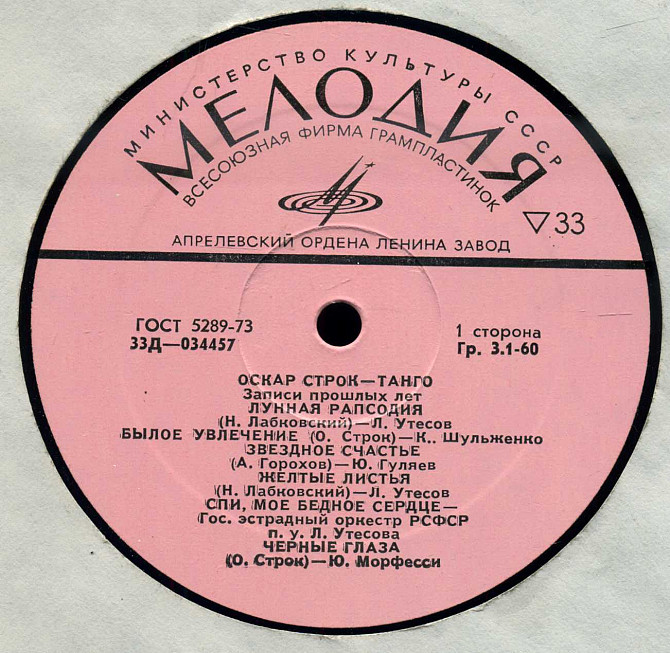 МИНИСТЕРСТВО КУЛЬТУРЫ СССР
МЕЛОДИЯ
ВСЕСОЮЗНАЯ ФИРМА ГРАМПЛАСТИНОК
33
АПРЕЛЕВСКИЙ ОРДЕНА ЛЕНИНА ЗАВОД
ГОСТ 5289-73
1 сторона
33Д—034457
Гр. 3.1-60
ОСКАР СТРОК—ТАНГО
Записи прошлых лет
ЛУННАЯ РАПСОДИЯ
(Н. Лабковский)—Л. Утесов
БЫЛОЕ УВЛЕЧЕНИЕ (О. Строк)—К. Шульженко
ЗВЕЗДНОЕ СЧАСТЬЕ
(А. Горохов)—Ю. Гуляев
ЖЕЛТЫЕ ЛИСТЬЯ
(Н. Лабковский)—Л. Утесов
СПИ, МОЕ БЕДНОЕ СЕРДЦЕ—
Гос. эстрадный оркестр РСФСР
п. у. Л. Утесова
ЧЕРНЫЕ ГЛАЗА
(О. Строк)—Ю. Морфесси